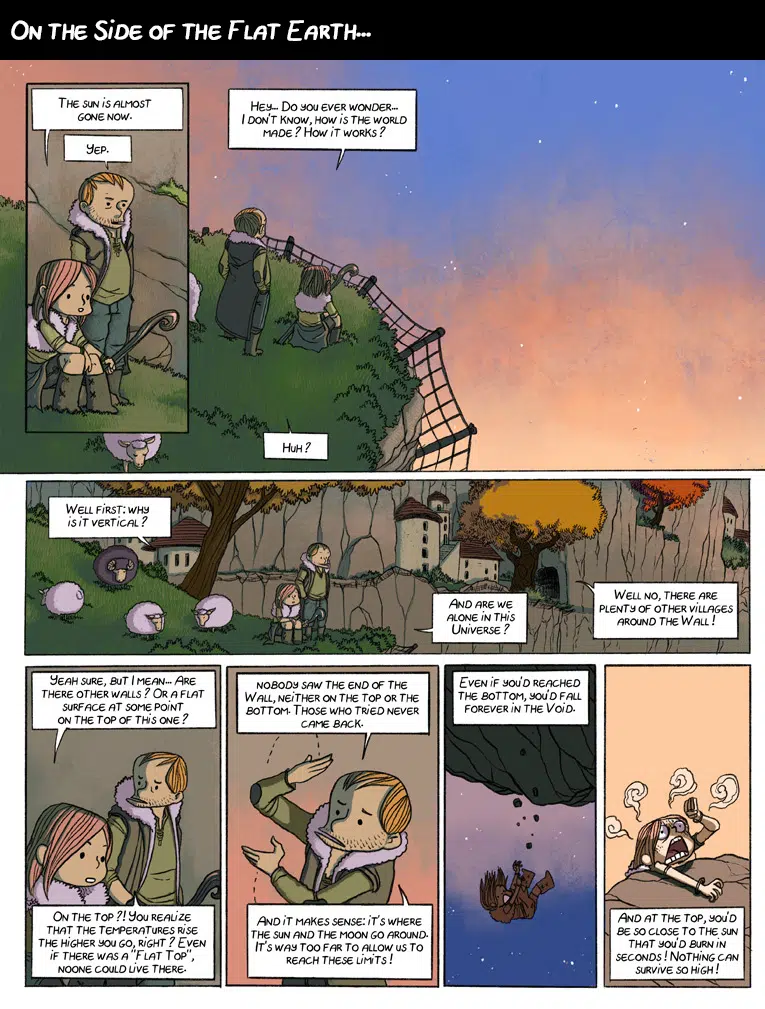 On the Side of the Flat Earth...
The sun is almost
gone now.
Yep.
Hey... Do you ever wonder...
I don't know, how is the world
made? How it works?
Huh?
Well first: why
is it vertical?
And are we
alone in this
Universe?
Well no, there are
plenty of other villages
around the Wall!
Yeah sure, but I mean... Are
there other walls? Or a flat
surface at some point
on the top of this one?
On the top?! You realize
that the temperatures rise
the higher you go, right? Even
if there was a "Flat Top",
noone could live there.
nobody saw the end of the
Wall, neither on the top or the
bottom. Those who tried never
came back.
And it makes sense: it's where
the sun and the moon go around.
It's way too far to allow us to
reach these limits!
Even if you'd reached
the bottom, you'd fall
forever in the Void.
And at the top, you'd
be so close to the sun
that you'd burn in
seconds! Nothing can
survive so high!